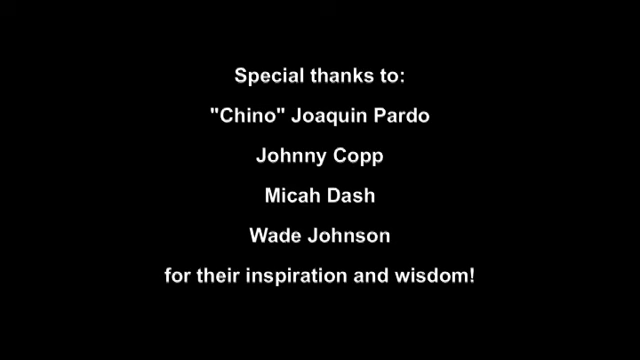 Special thanks to:
"Chino" Joaquin Pardo
Johnny Copp
Micah Dash
Wade Johnson
for their inspiration and wisdom!